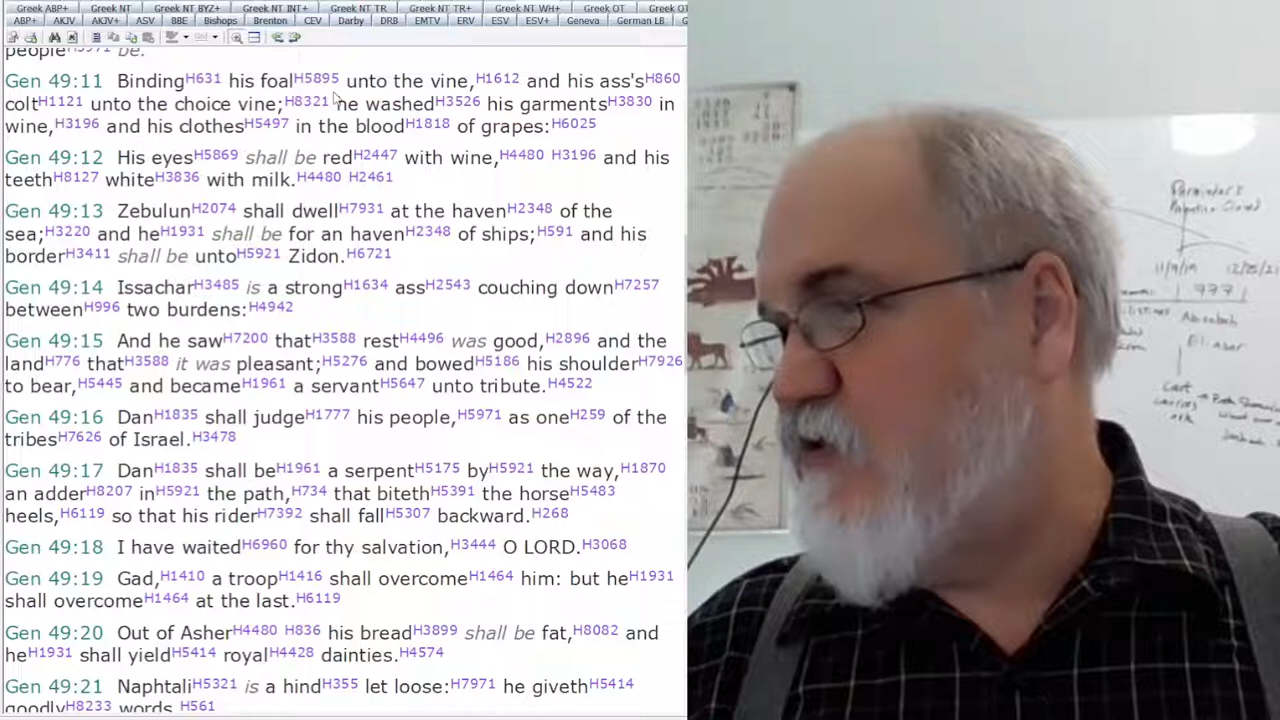 Greek ABP+ Greek NT Greek NT BYZ+ Greek NT INT+ Greek NT TR Greek NT TR+ Greek NT WH+ Greek OT Greek OT
ABP+ AKJV AKJV+ ASV BBE Bishops Brenton CEV Darby DRB EMTV ERV ESV ESV+ Geneva German LB G
peopleH5971 be.
Gen 49:11 BindingH631 his foalH5895 unto the vine,H1612 and his ass'sH860
coltH1121 unto the choice vine;H8321 he washedH3526 his garmentsH3830 in
wine,H3196 and his clothesH5497 in the bloodH1818 of grapes:H6025
Gen 49:12 His eyesH5869 shall be redH2447 with wine,H4480 H3196 and his
teethH8127 whiteH3836 with milk.H4480 H2461
Gen 49:13 ZebulunH2074 shall dwellH7931 at the havenH2348 of the
sea;H3220 and heH1931 shall be for an havenH2348 of ships;H591 and his
borderH3411 shall be untoH5921 Zidon.H6721
Gen 49:14 IssacharH3485 is a strongH1634 assH2543 couching downH7257
betweenH996 two burdens:H4942
Gen 49:15 And he sawH7200 thatH3588 restH4496 was good,H2896 and the
landH776 thatH3588 it was pleasant;H5276 and bowedH5186 his shoulderH7926
to bear,H5445 and becameH1961 a servantH5647 unto tribute.H4522
Gen 49:16 DanH1835 shall judgeH1777 his people,H5971 as oneH259 of the
tribesH7626 of Israel.H3478
Gen 49:17 DanH1835 shall beH1961 a serpentH5175 byH5921 the way,H1870
an adderH8207 inH5921 the path,H734 that bitethH5391 the horseH5483
heels,H6119 so that his riderH7392 shall fallH5307 backward.H268
Gen 49:18 I have waitedH6960 for thy salvation,H3444 O LORD.H3068
Gen 49:19 Gad,H1410 a troopH1416 shall overcomeH1464 him: but heH1931
shall overcomeH1464 at the last.H6119
Gen 49:20 Out of AsherH4480 H836 his breadH3899 shall be fat,H8082 and
heH1931 shall yieldH5414 royalH4428 dainties.H4574
Gen 49:21 NaphtaliH5321 is a hindH355 let loose:H7971 he givethH5414
goodlyH8233 words.H561
11/9/19
777